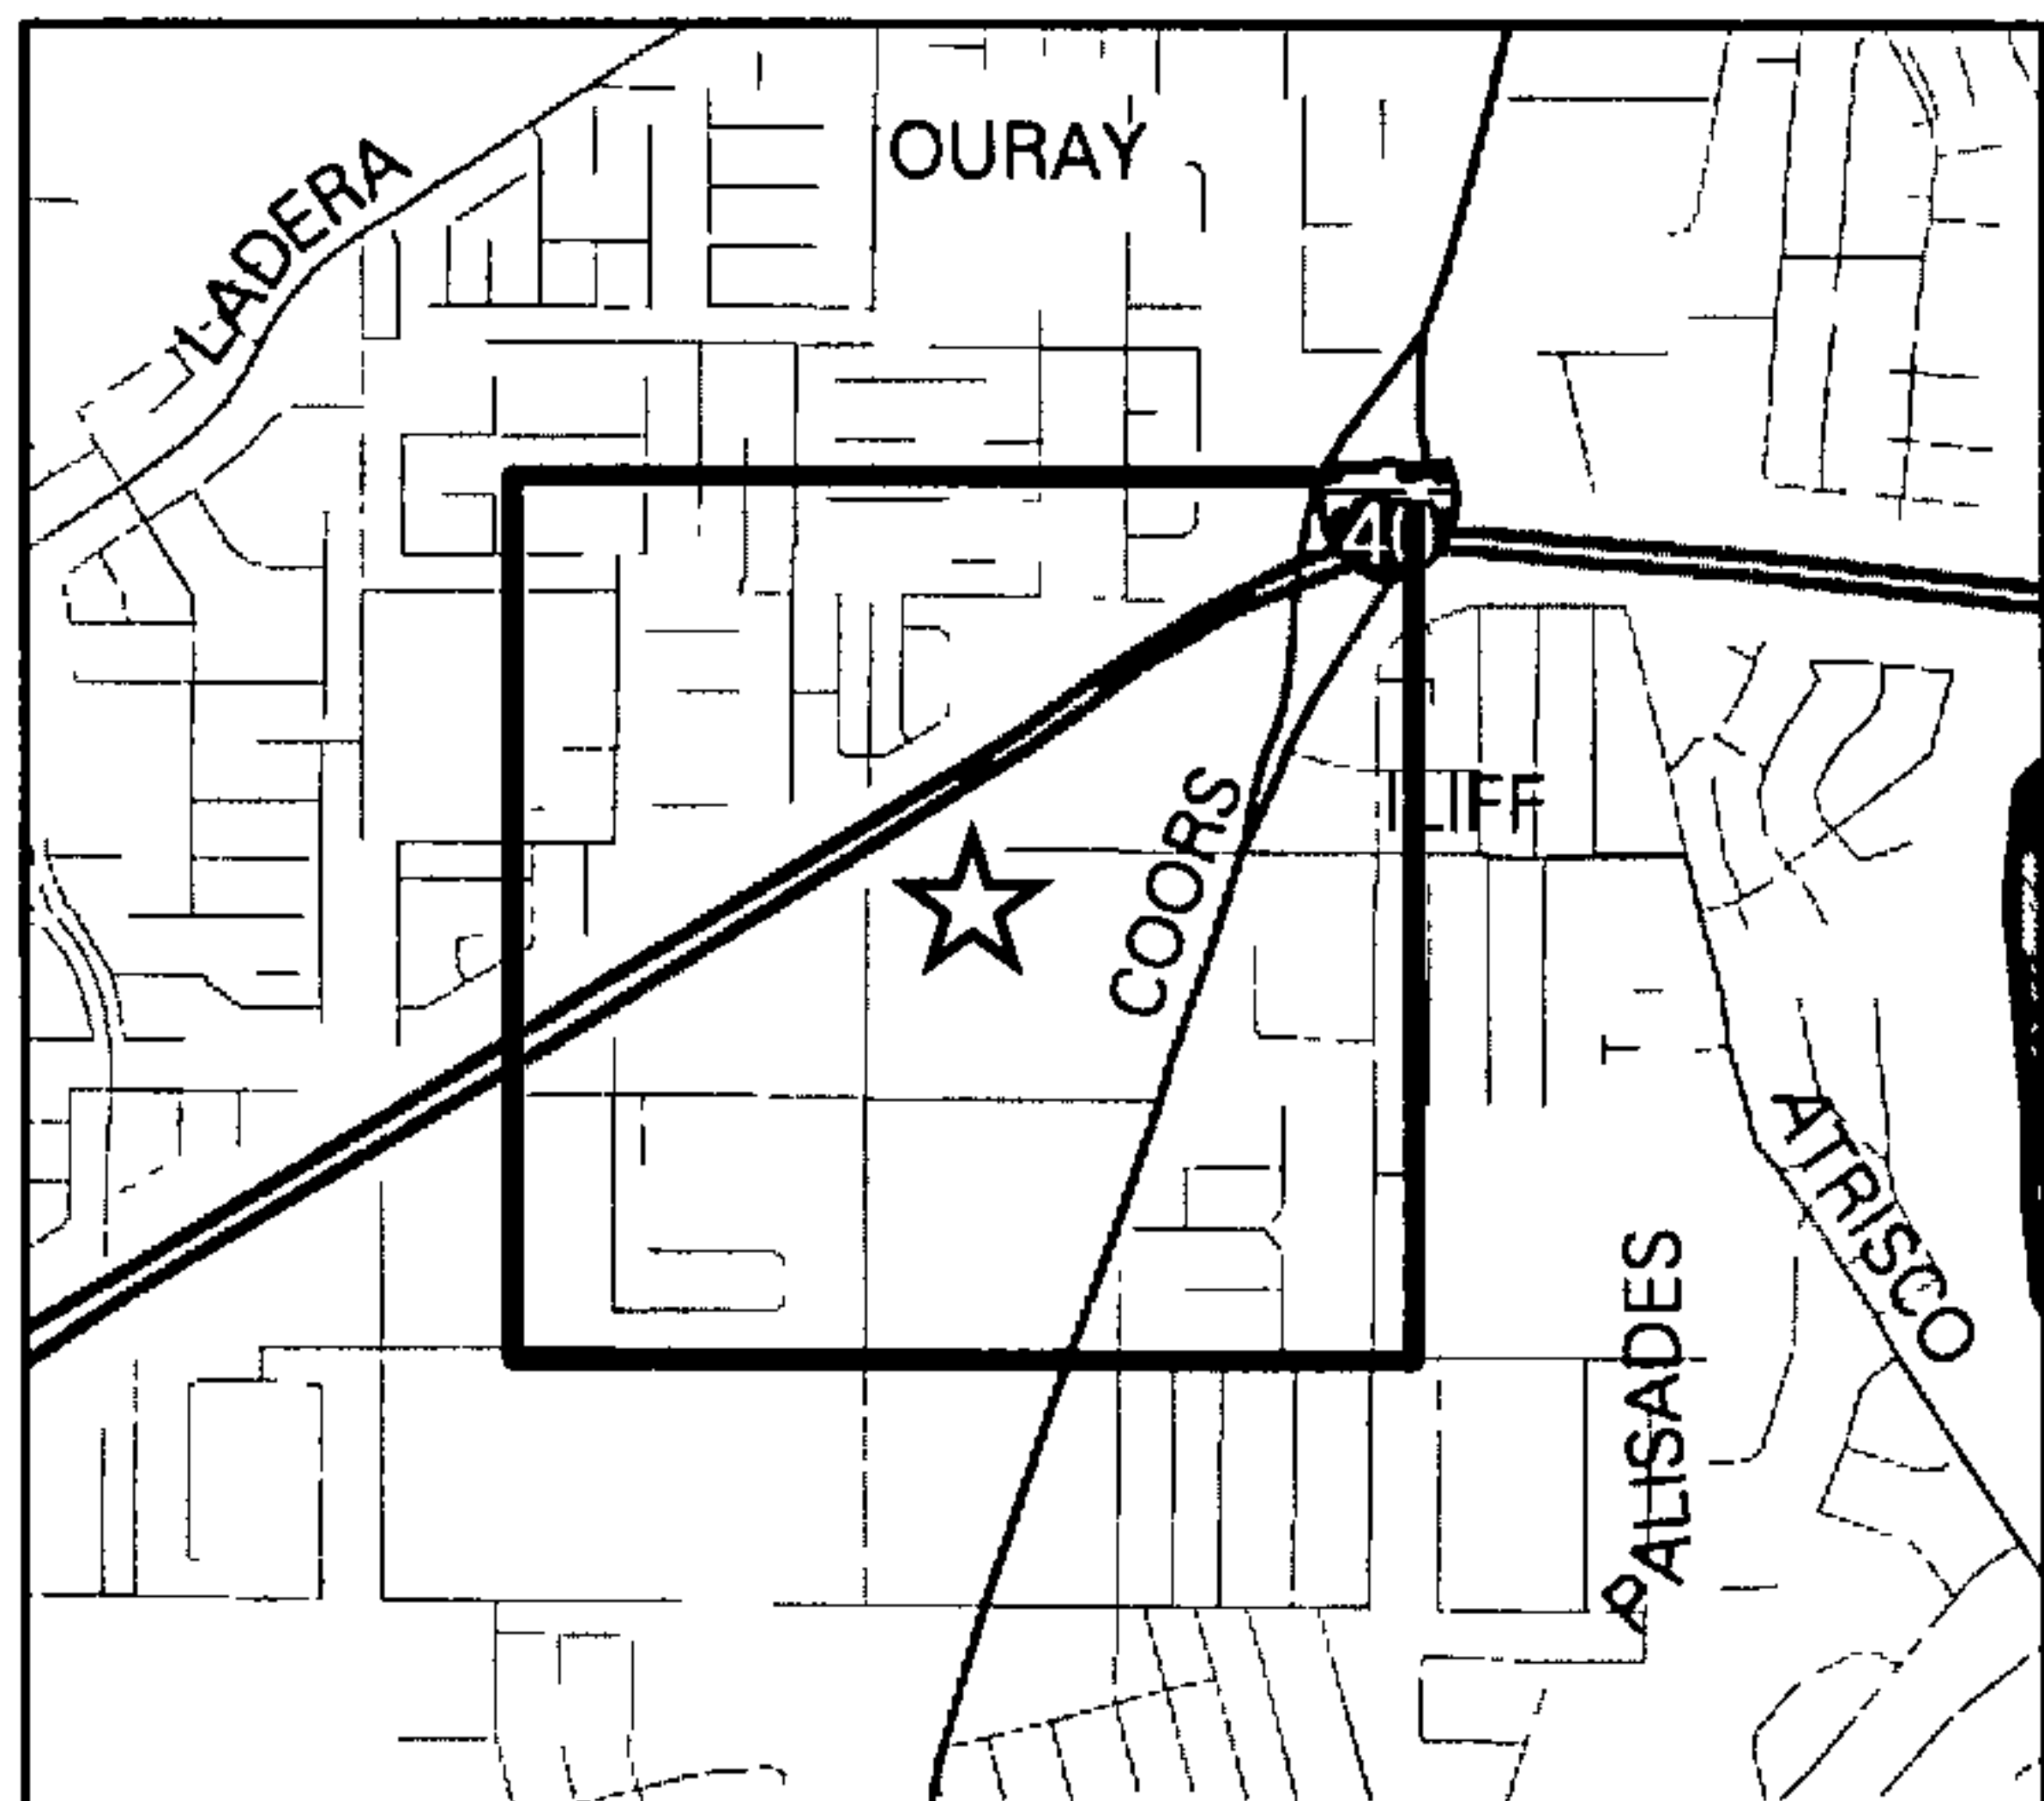 OURAY
LADERA
40
ILIFF
COORS
ATRISCO
PALISADES